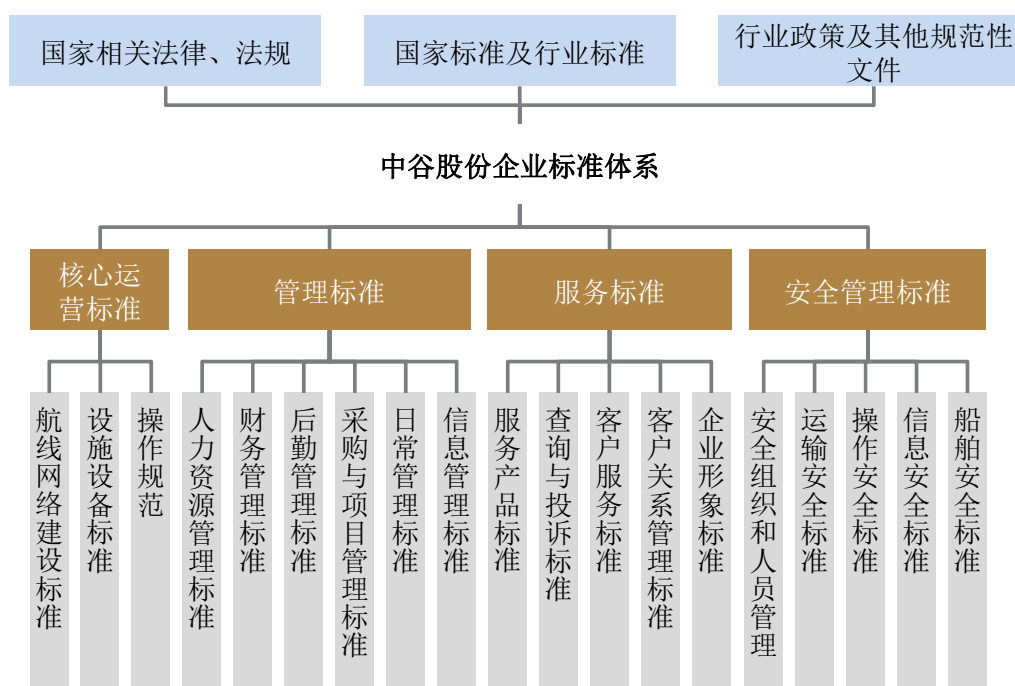 国家相关法律、法规
国家标准及行业标准
行业政策及其他规范性
文件
中谷股份企业标准体系
核心运
营标准
管理标准
服务标准
安全管理标准
航线网络建设标准
设施设备标准
操作规范
人力资源管理标准
财务管理标准
后勤管理标准
采购与项目管理标准
日常管理标准
信息管理标准
服务产品标准
查询与投诉标准
客户服务标准
客户关系管理标准
企业形象标准
安全组织和人员管理
运输安全标准
操作安全标准
信息安全标准
船舶安全标准